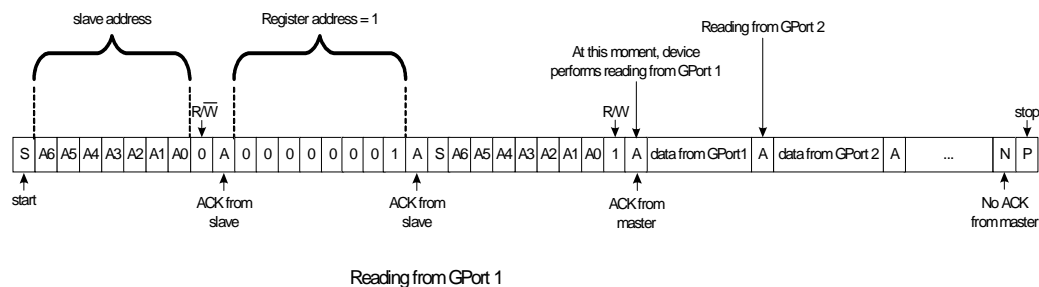 slave address
Register address = 1
Reading from GPort 2
At this moment, device
performs reading from GPort 1
R/W̅
R/W
stop
S A6 A5 A4 A3 A2 A1 A0 0 A 0 0 0 0 0 0 0 1 A S A6 A5 A4 A3 A2 A1 A0 1 A data from GPort1 A data from GPort 2 A ... N P
start
ACK from
slave
ACK from
slave
ACK from
master
No ACK
from master
Reading from GPort 1